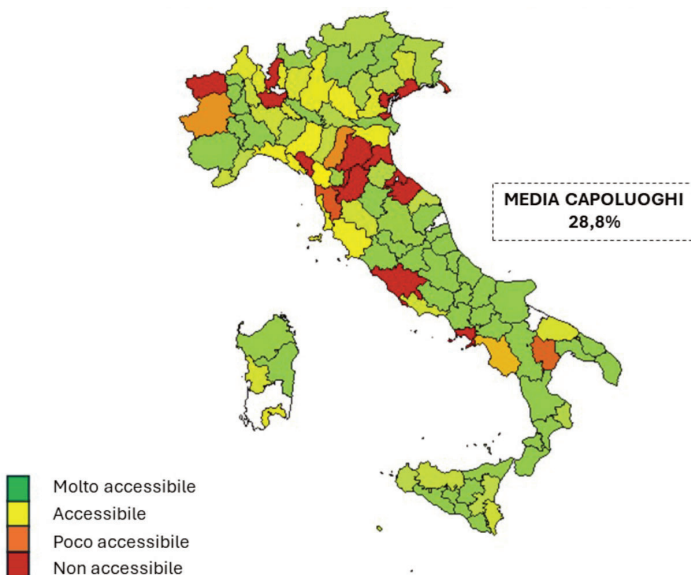 MEDIA CAPOLUOGHI
28,8%
Molto accessibile
Accessibile
Poco accessibile
Non accessibile